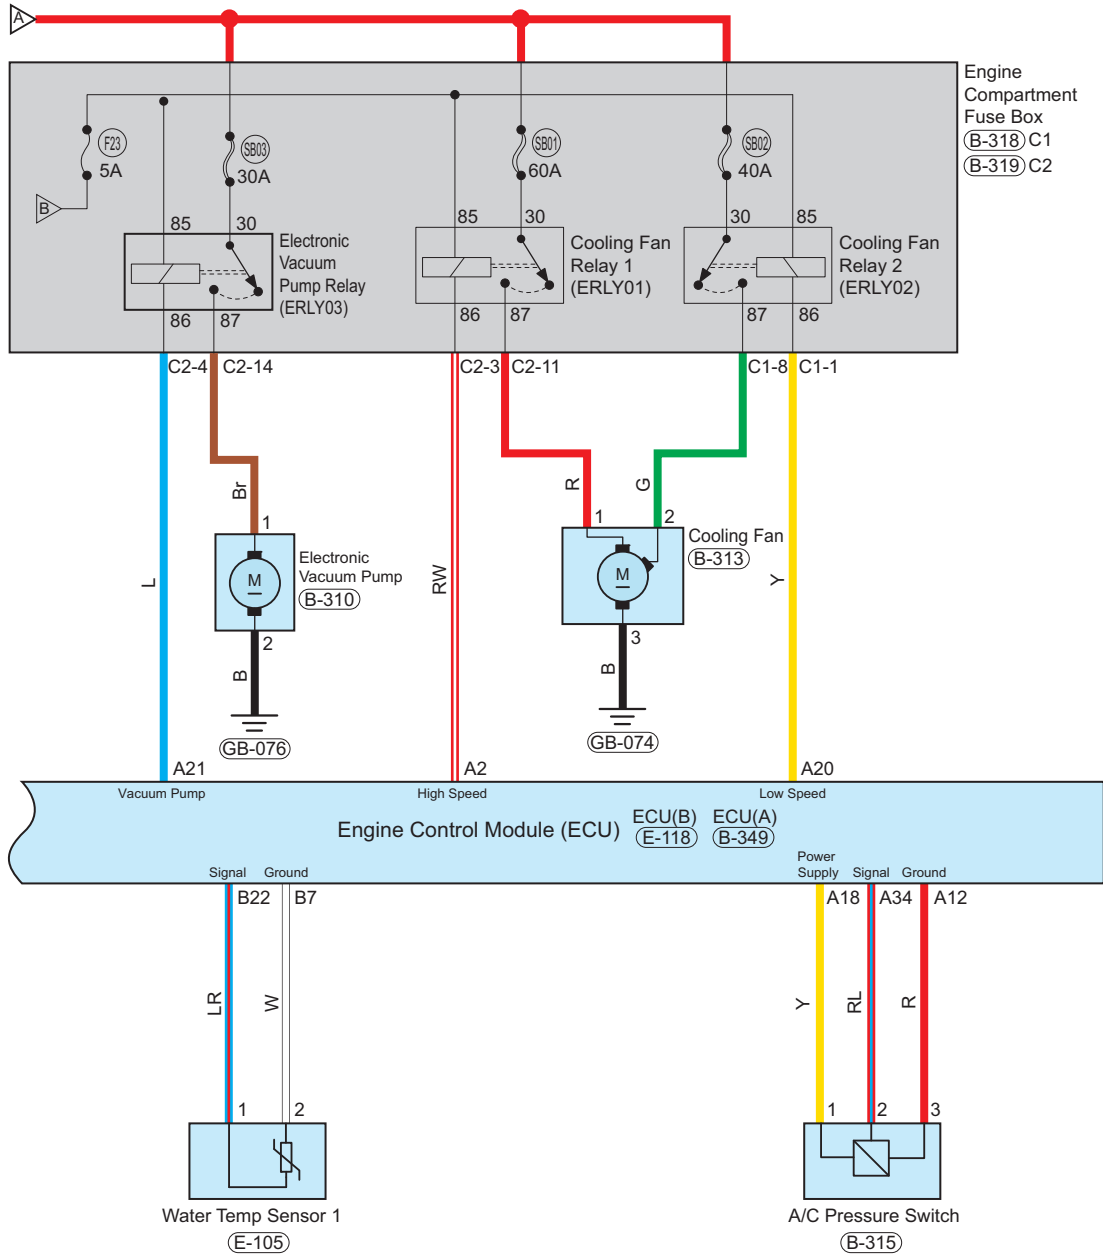 A
Engine
Compartment
Fuse Box
B-318 C1
B-319 C2
F23
5A
SB03
30A
SB01
60A
SB02
40A
B
85 30
85 30
30 85
Electronic
Vacuum
Pump Relay
(ERLY03)
Cooling Fan
Relay 1
(ERLY01)
Cooling Fan
Relay 2
(ERLY02)
86 87
86 87
87 86
C2-4 C2-14
C2-3 C2-11
C1-8 C1-1
Br
R
G
1
1
2
Cooling Fan
B-313
Electronic
Vacuum Pump
B-310
M
M
L
RW
Y
2
3
B
B
GB-076
GB-074
A21
A2
A20
Vacuum Pump
High Speed
Low Speed
Engine Control Module (ECU)
ECU(B)
E-118
ECU(A)
B-349
Signal Ground
Power
Supply Signal Ground
B22 B7
A18 A34 A12
LR
W
Y
RL
R
1 2
1 2 3
Water Temp Sensor 1
E-105
A/C Pressure Switch
B-315